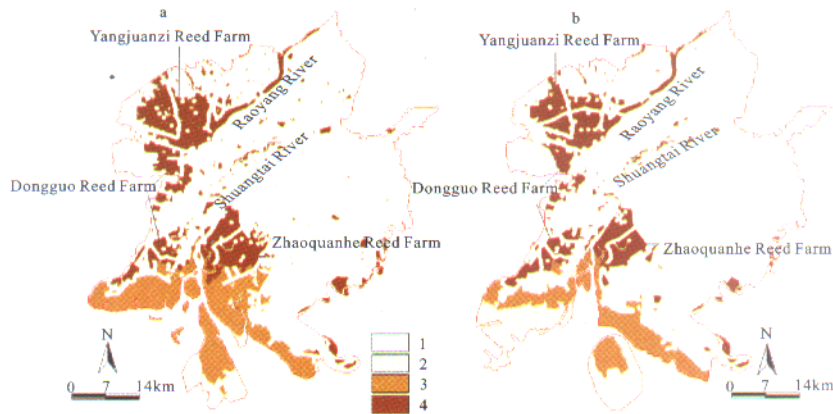 a
Yangjuanzi Reed Farm
Raoyang River
Shuangtai River
Dongguo Reed Farm
Zhaoquanhe Reed Farm
N
0 7 14km
1
2
3
4
b
Yangjuanzi Reed Farm
Raoyang River
Shuangtai River
Dongguo Reed Farm
Zhaoquanhe Reed Farm
N
0 7 14km